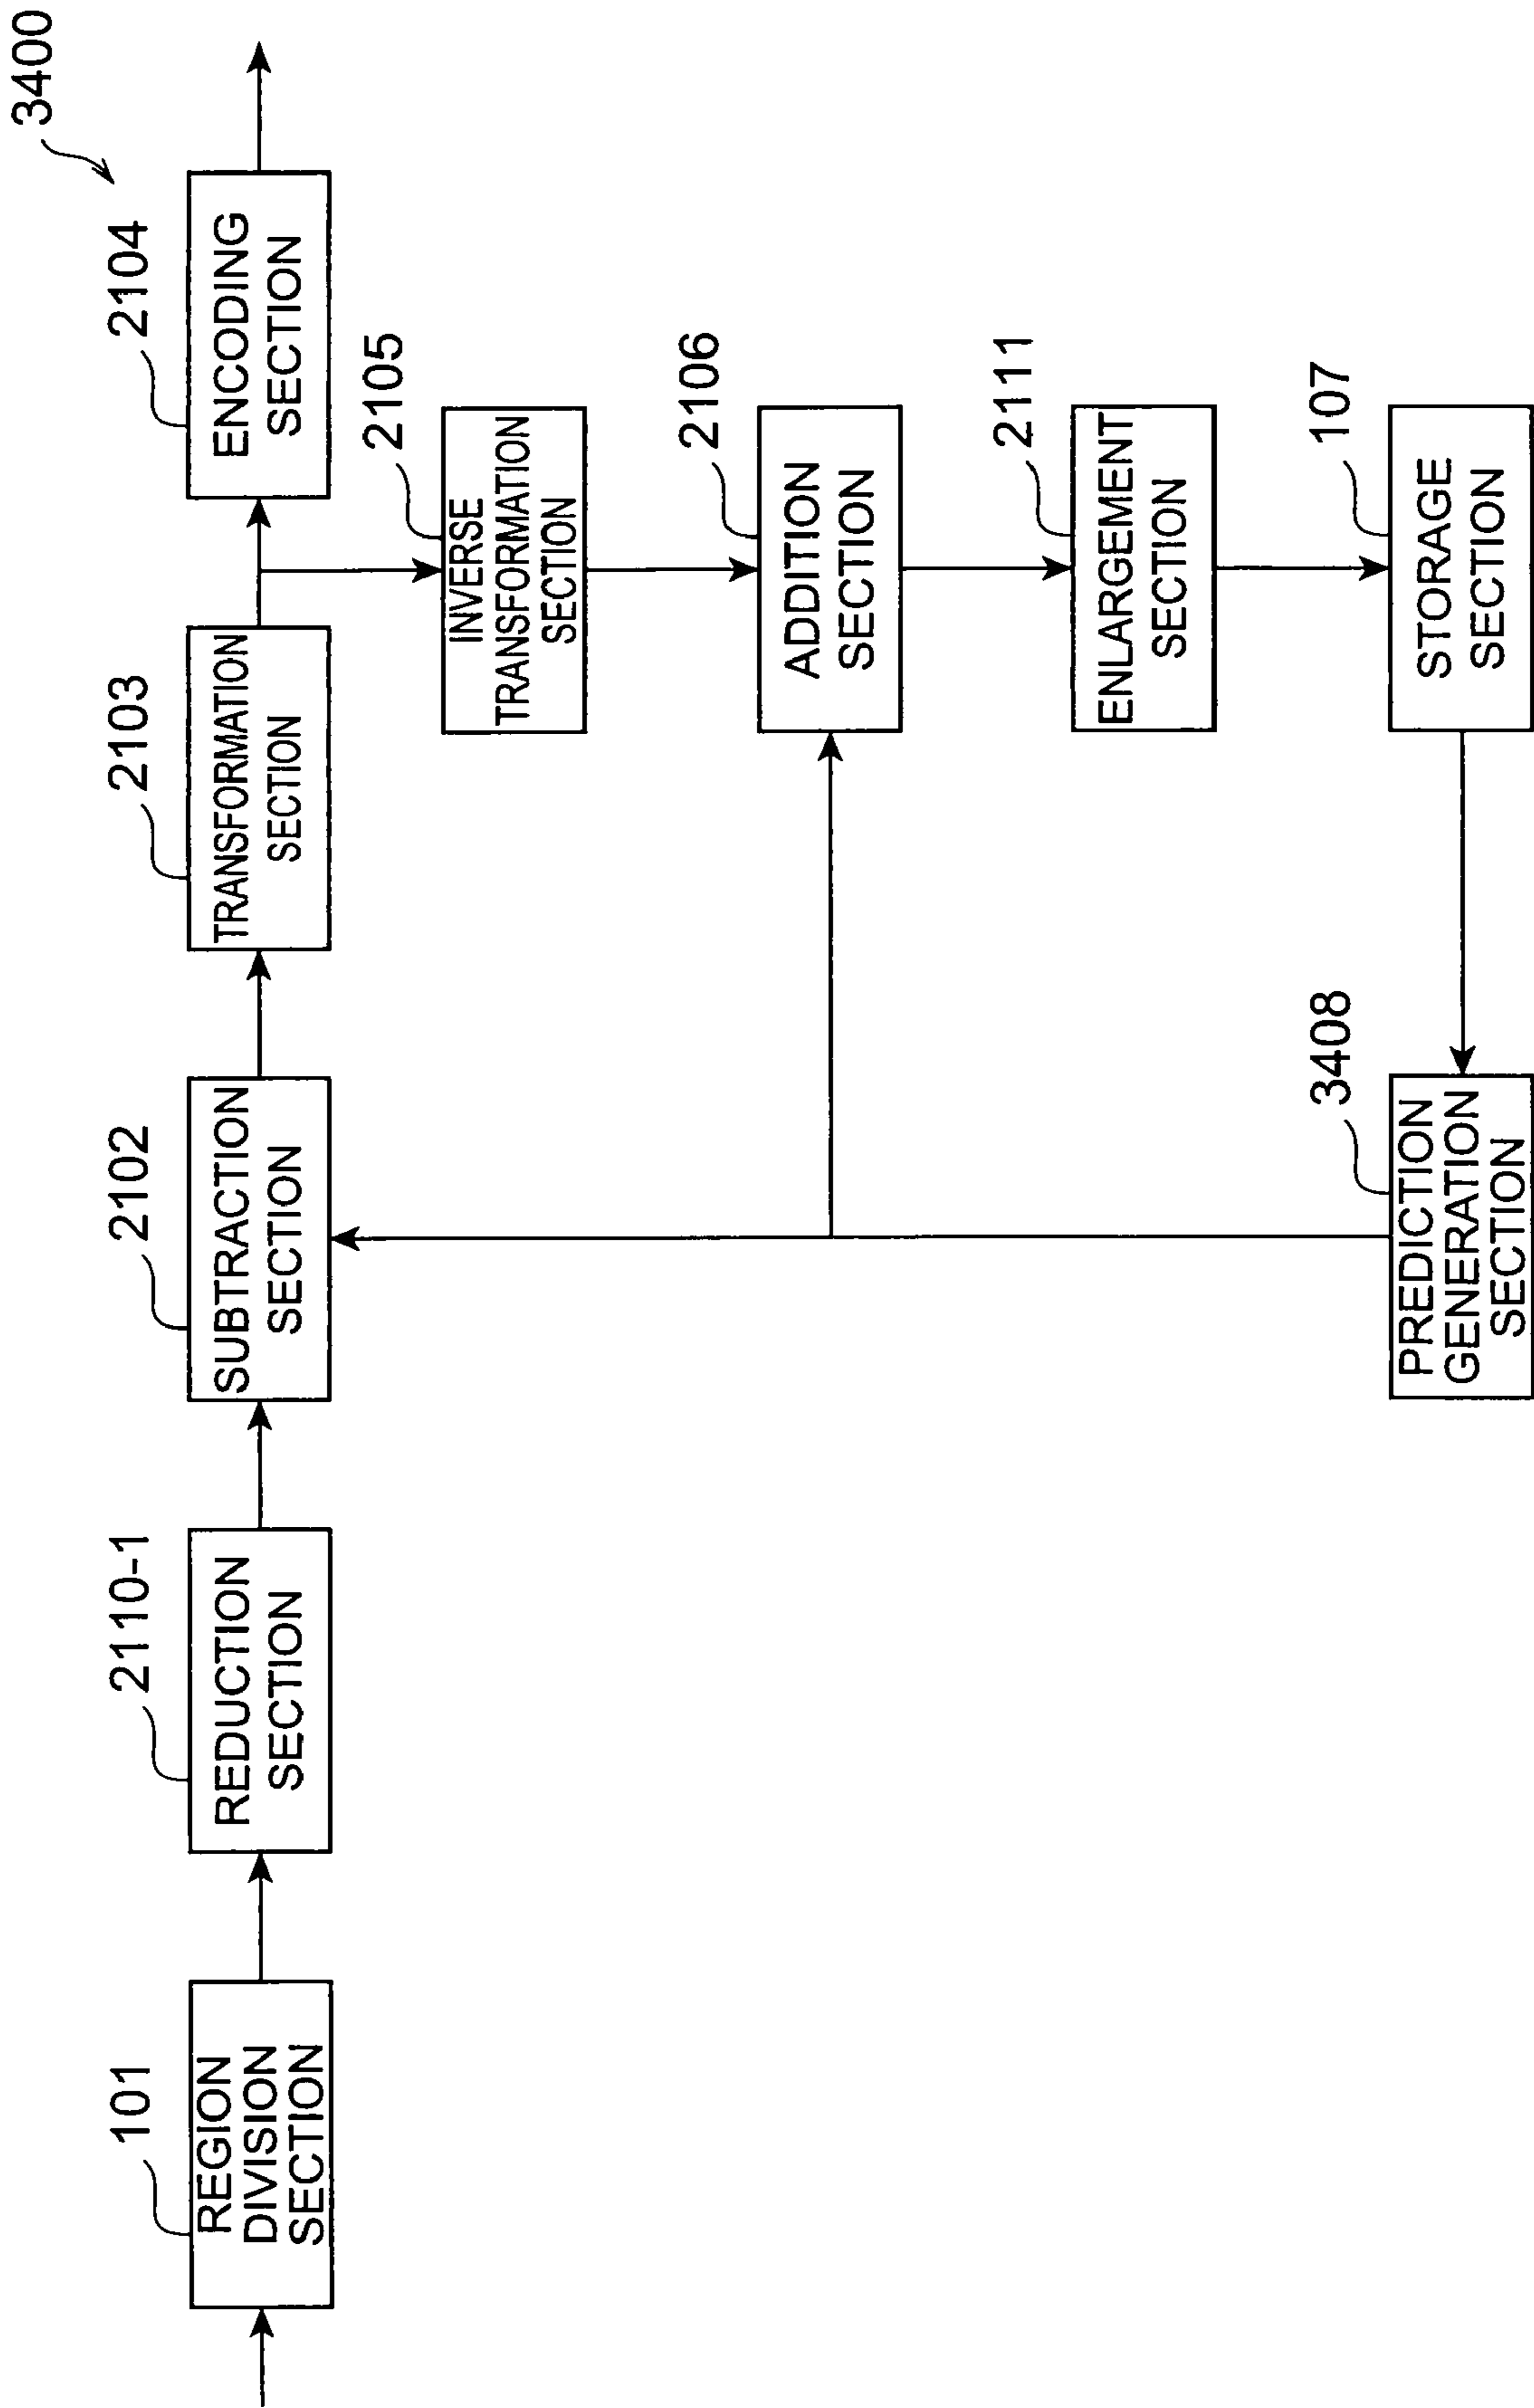 3400
101
REGION
DIVISION
SECTION
2110-1
REDUCTION
SECTION
2102
SUBTRACTION
SECTION
2103
TRANSFORMATION
SECTION
2104
ENCODING
SECTION
2105
INVERSE
TRANSFORMATION
SECTION
2106
ADDITION
SECTION
2111
ENLARGEMENT
SECTION
3408
PREDICTION
GENERATION
SECTION
107
STORAGE
SECTION